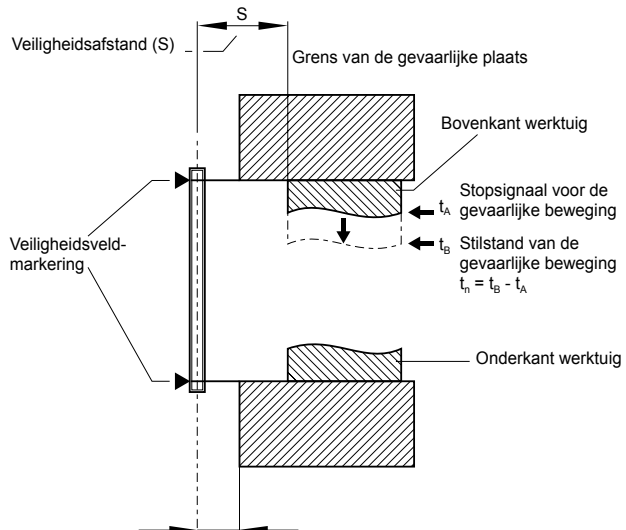 S
Veiligheidsafstand (S)
Grens van de gevaarlijke plaats
Bovenkant werktuig
tA
Stopsignaal voor de
gevaarlijke beweging
Veiligheidsveld-
markering
tB
Stilstand van de
gevaarlijke beweging
tn = tB - tA
Onderkant werktuig